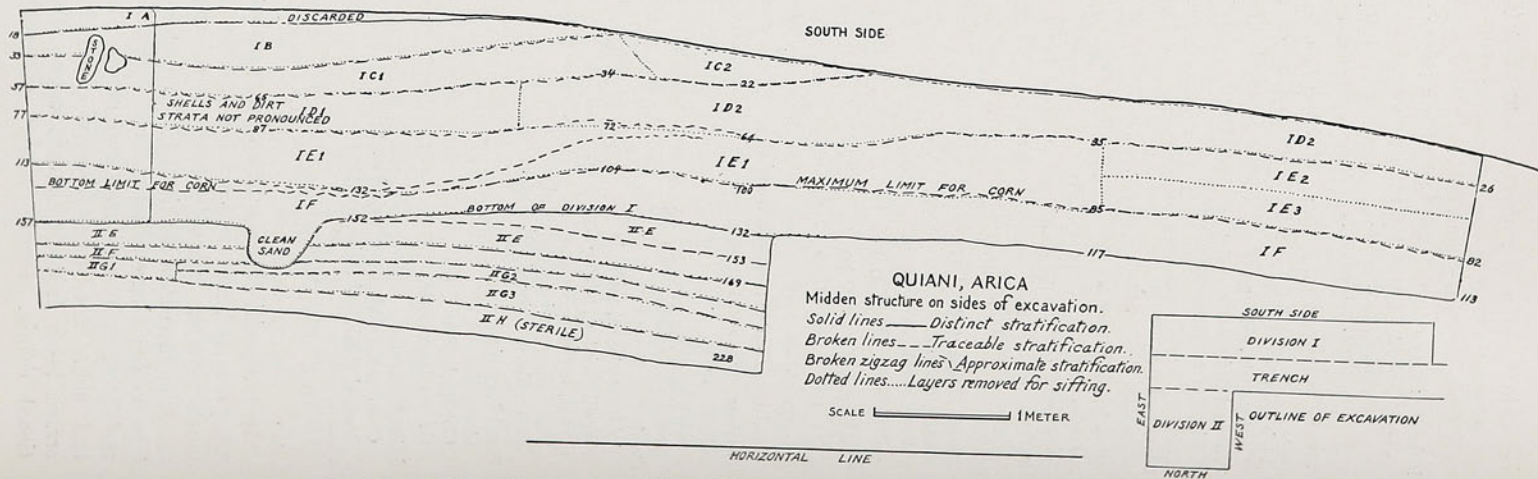 I A
DISCARDED
SOUTH SIDE
18
33
STONE
I B
I C1
34
I C2
22
57
65
SHELLS AND DIRT
I D1
STRATA NOT PRONOUNCED
I D2
77
87
72
64
85
I D2
I E1
I E1
I E2
26
113
BOTTOM LIMIT FOR CORN
132
109
100
MAXIMUM LIMIT FOR CORN
85
I E3
I F
157
152
BOTTOM OF DIVISION I
132
II E
CLEAN
SAND
II E
II E
153
117
I F
82
II F
II G1
II G2
169
113
II G3
II H (STERILE)
228
QUIANI, ARICA
Midden structure on sides of excavation.
Solid lines Distinct stratification.
Broken lines Traceable stratification.
Broken zigzag lines Approximate stratification.
Dotted lines..... Layers removed for sifting.
SCALE 1 METER
HORIZONTAL LINE
SOUTH SIDE
DIVISION I
TRENCH
EAST
DIVISION II
WEST
OUTLINE OF EXCAVATION
NORTH